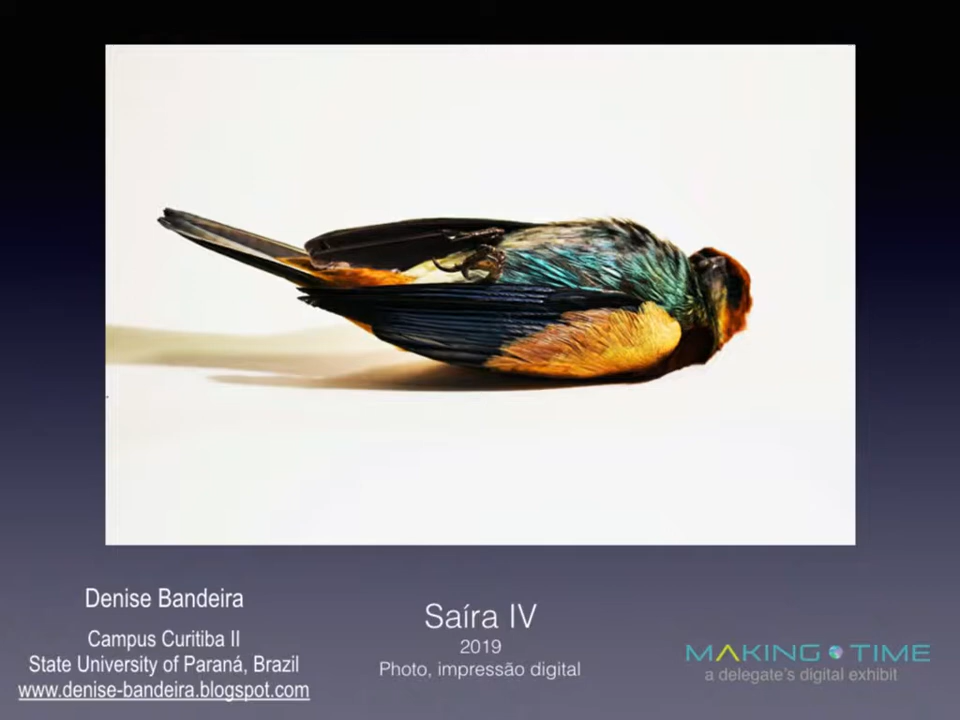 Denise Bandeira
Campus Curitiba II
State University of Paraná, Brazil
www.denise-bandeira.blogspot.com
Saíra IV
2019
Photo, impressão digital
MAKING TIME
a delegate's digital exhibit